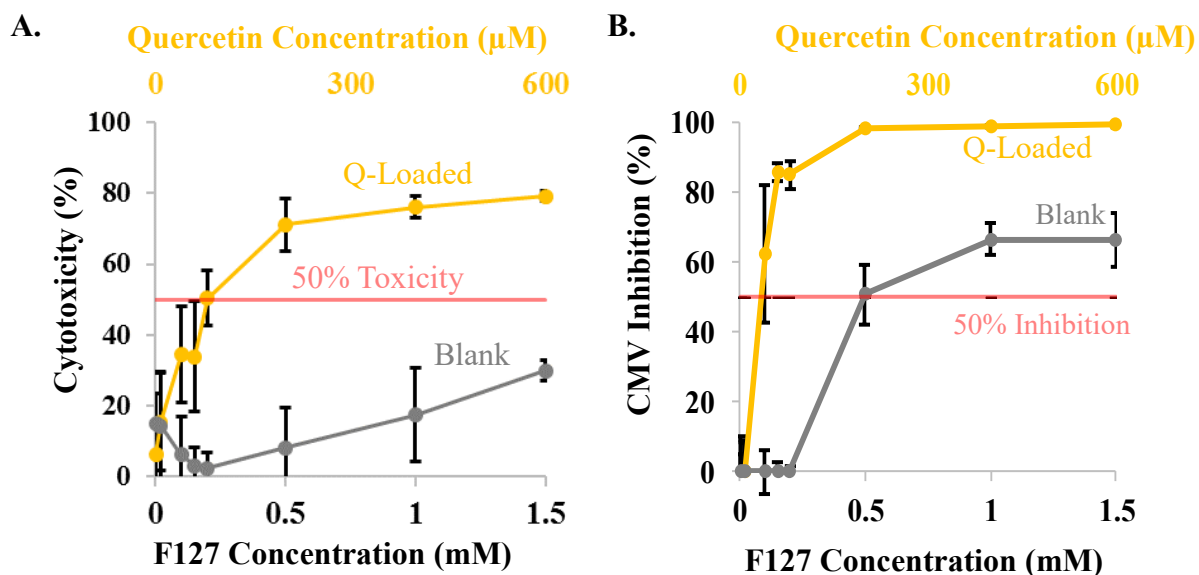 A.
Quercetin Concentration (µM)
0 300 600
100
80
60
40
20
0
Cytotoxicity (%)
Q-Loaded
50% Toxicity
Blank
0 0.5 1 1.5
F127 Concentration (mM)
B.
Quercetin Concentration (µM)
0 300 600
100
80
60
40
20
0
CMV Inhibition (%)
Q-Loaded
Blank
50% Inhibition
0 0.5 1 1.5
F127 Concentration (mM)